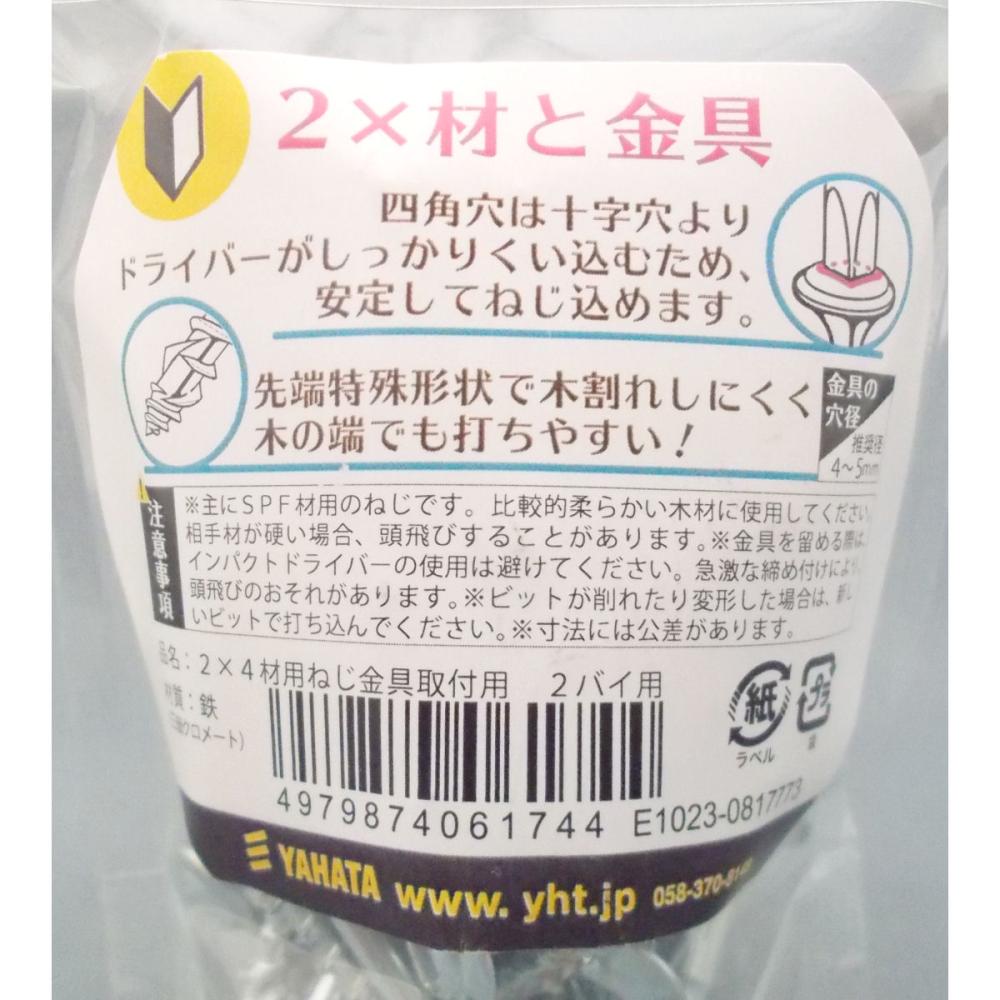 2×材と金具
四角穴は十字穴より
ドライバーがしっかりくい込むため、
安定してねじ込めます。
先端特殊形状で木割れしにくく
木の端でも打ちやすい！
金具の
穴径
推奨径
4～5mm
注意事項
※主にSPF材用のねじです。比較的柔らかい木材に使用してください。
相手材が硬い場合、頭飛びすることがあります。※金具を留める際は、
インパクトドライバーの使用は避けてください。急激な締め付けにより、
頭飛びのおそれがあります。※ビットが削れたり変形した場合は、新し
いビットで打ち込んでください。※寸法には公差があります。
品名：2×4材用ねじ金具取付用 2バイ用
材質：鉄
クロメート)
紙
ラベル
プラ
袋
4979874061744
E1023-0817773
YAHATA www.yht.jp 058-370-